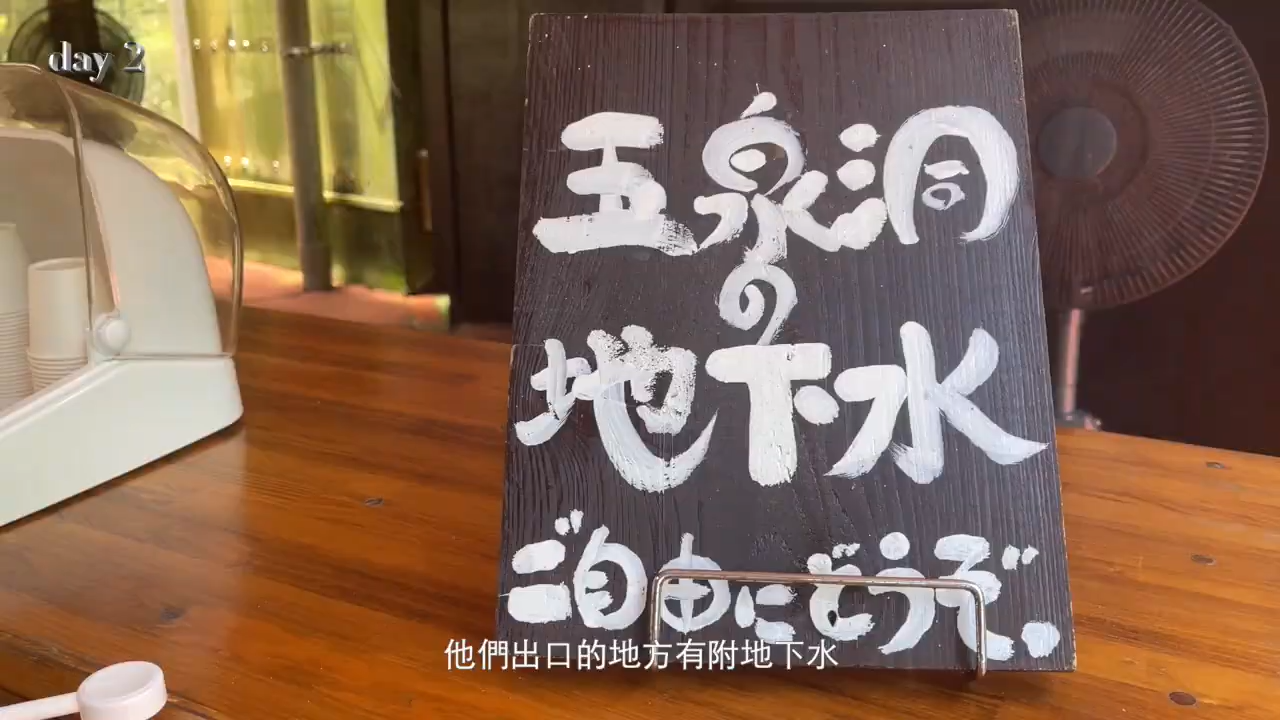 day 2
玉泉洞
の
地下水
ご自由にどうぞ.
他們出口的地方有附地下水